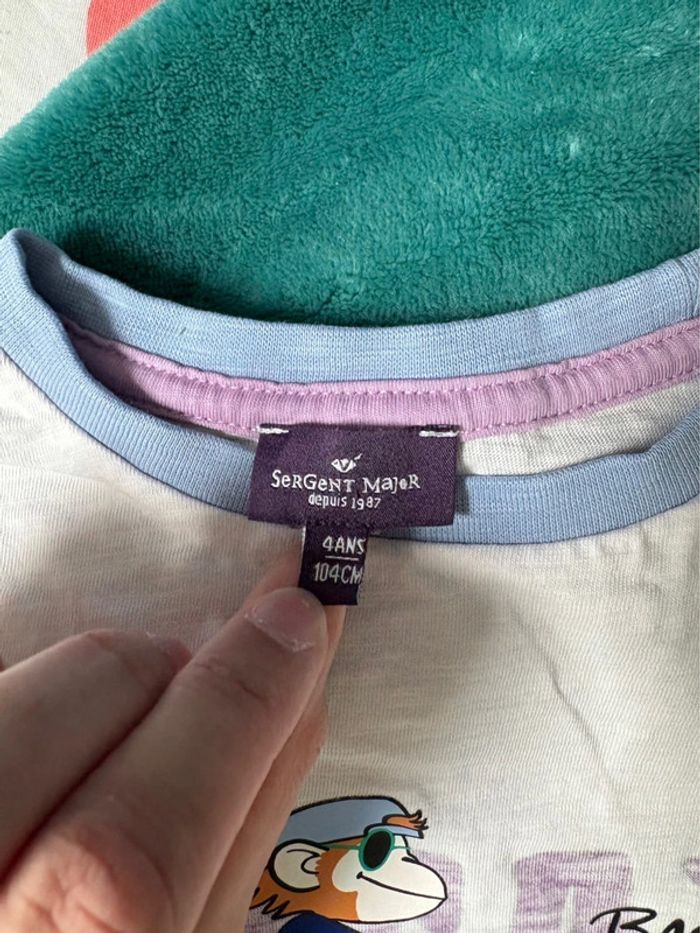 SeRGeNT MaJoR
depuis 1987
4ANS
104CM